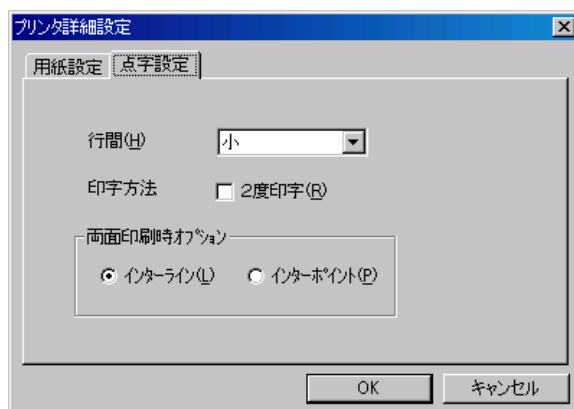 プリンタ詳細設定
用紙設定 点字設定
行間(H) 小
印字方法 2度印字(R)
両面印刷時ｵﾌﾟｼｮﾝ
ｲﾝﾀｰﾗｲﾝ(L) ｲﾝﾀｰﾎﾟｲﾝﾄ(P)
OK キャンセル